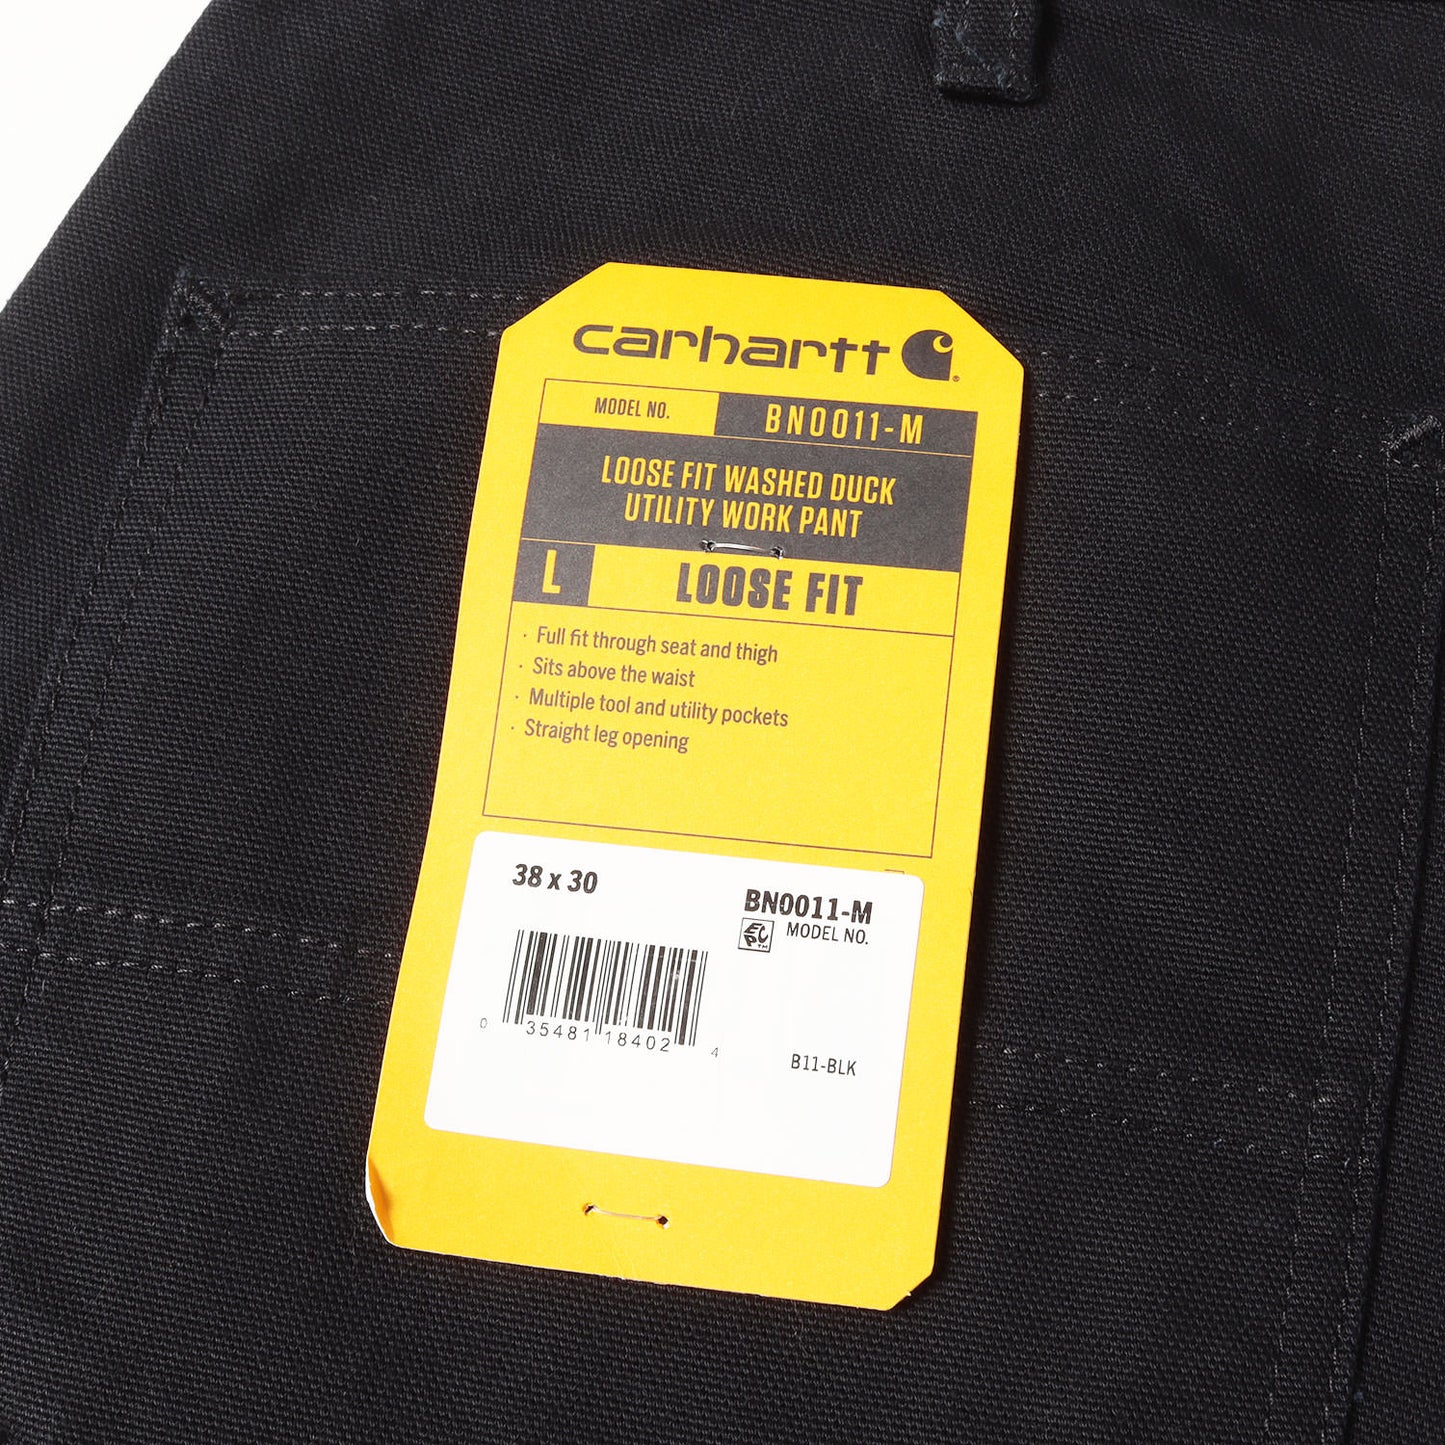 carhartt
MODEL NO. BN0011-M
LOOSE FIT WASHED DUCK
UTILITY WORK PANT
L LOOSE FIT
· Full fit through seat and thigh
· Sits above the waist
· Multiple tool and utility pockets
· Straight leg opening
38 x 30
BN0011-M
EPC™ MODEL NO.
0 35481 18402 4
B11-BLK